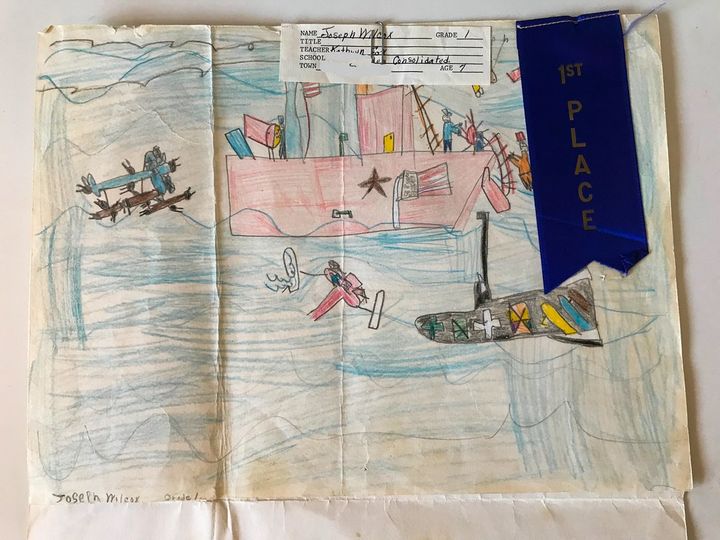 NAME Joseph Wilcox GRADE 1
TITLE
TEACHER Kathryn
SCHOOL Consolidated
TOWN AGE 7
1ST PLACE
Joseph Wilcox Grade 1